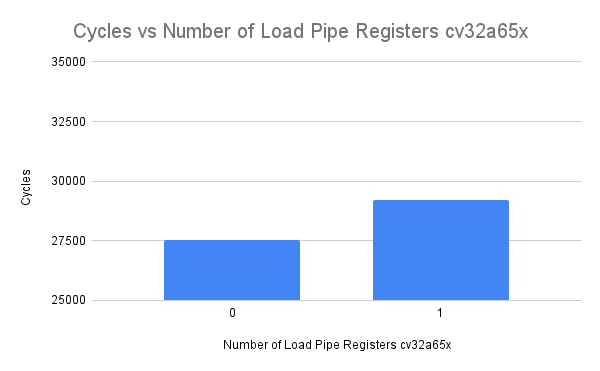 Cycles vs Number of Load Pipe Registers cv32a65x
35000
32500
30000
27500
25000
Cycles
0
1
Number of Load Pipe Registers cv32a65x